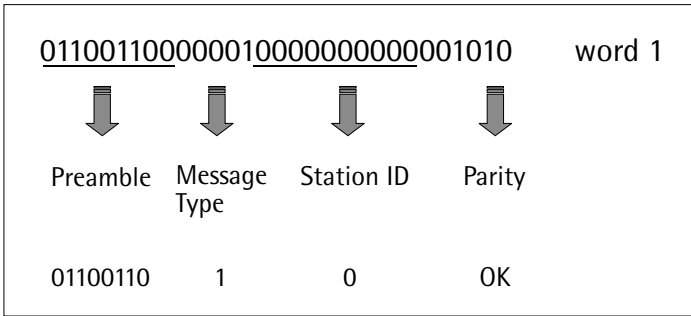 011001100000010000000000001010 word 1
Preamble Message Type Station ID Parity
01100110 1 0 OK